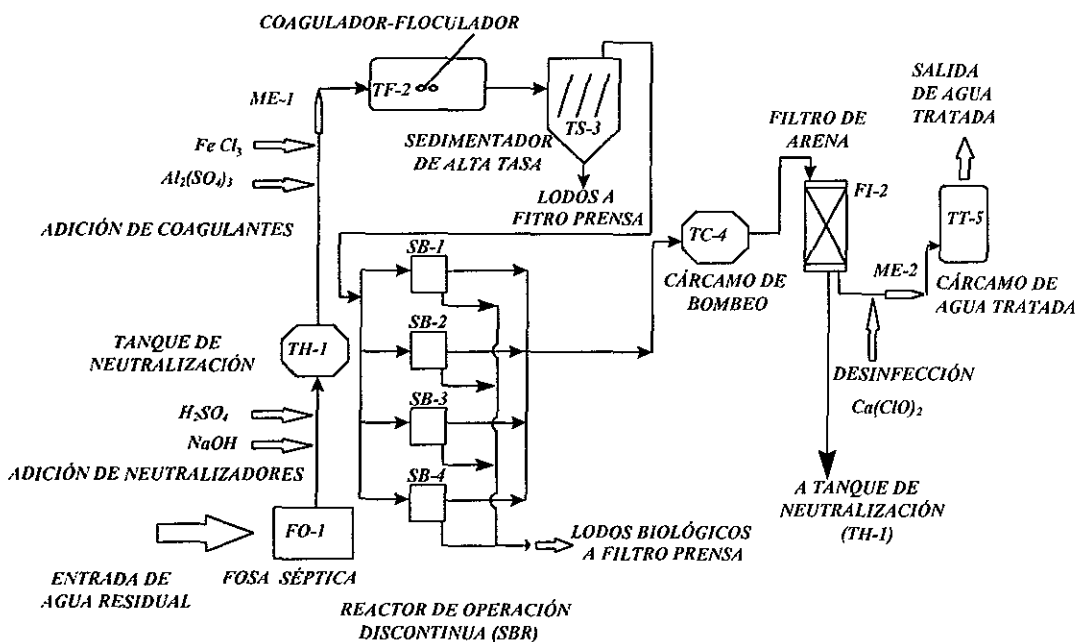 COAGULADOR-FLOCULADOR
TF-2
ME-1
Fe Cl₃
Al₂(SO₄)₃
ADICIÓN DE COAGULANTES
TS-3
SEDIMENTADOR
DE ALTA TASA
LODOS A
FITRO PRENSA
SALIDA
DE AGUA
TRATADA
FILTRO DE
ARENA
FI-2
TT-5
ME-2
CÁRCAMO DE
AGUA TRATADA
TC-4
CÁRCAMO DE
BOMBEO
DESINFECCIÓN
Ca(ClO)₂
A TANQUE DE
NEUTRALIZACIÓN
(TH-1)
SB-1
SB-2
SB-3
SB-4
TANQUE DE
NEUTRALIZACIÓN
TH-1
H₂SO₄
NaOH
ADICIÓN DE NEUTRALIZADORES
FO-1
ENTRADA DE
AGUA RESIDUAL
FOSA SÉPTICA
LODOS BIOLÓGICOS
A FILTRO PRENSA
REACTOR DE OPERACIÓN
DISCONTINUA (SBR)